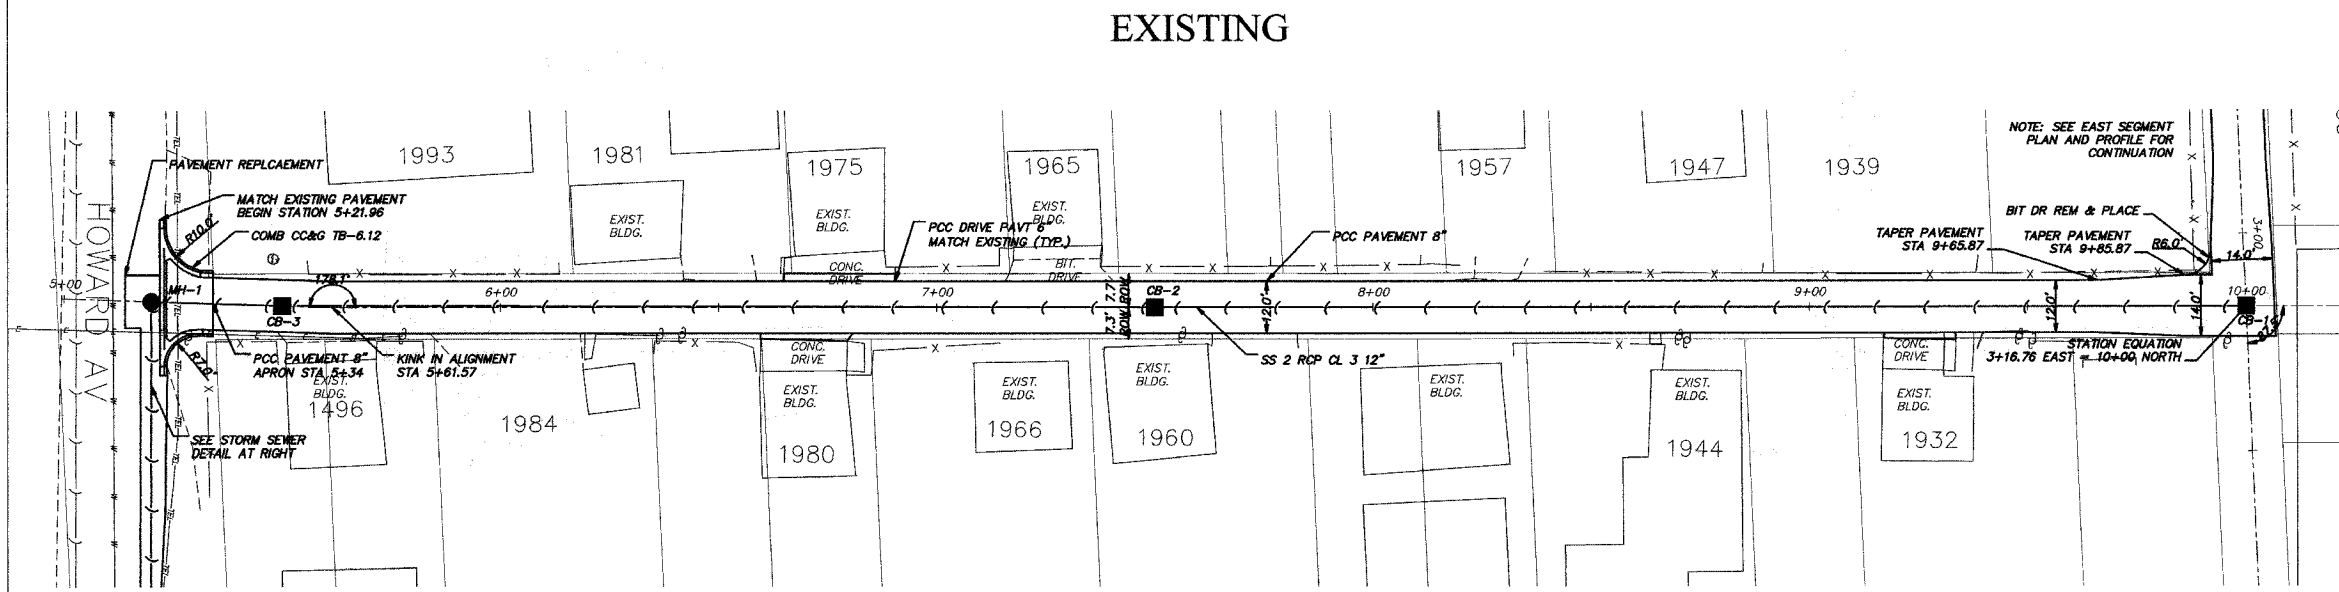 EXISTING
1993
1981
1975
1965
1957
1947
1939
NOTE: SEE EAST SEGMENT
PLAN AND PROFILE FOR
CONTINUATION
PAVEMENT REPLCAEMENT
MATCH EXISTING PAVEMENT
BEGIN STATION 5+21.96
R10.0'
COMB CC&G TB-6.12
EXIST.
BLDG.
EXIST.
BLDG.
EXIST.
BLDG.
PCC DRIVE PAVT 6"
MATCH EXISTING (TYP.)
PCC PAVEMENT 8"
BIT DR REM & PLACE
TAPER PAVEMENT
STA 9+65.87
TAPER PAVEMENT
STA 9+85.87
R6.0'
14.0'
3+00
HOWARD AV
CONC.
DRIVE
BIT.
DRIVE
5+00
MH-1
178.1°
6+00
7+00
7.7'
ROW
CB-2
8+00
9+00
10+00
CB-3
7.3'
ROW
12.0'
12.0'
14.0'
CB-1
R7.0'
PCC PAVEMENT 8"
APRON STA 5+34
KINK IN ALIGNMENT
STA 5+61.57
CONC.
DRIVE
SS 2 RCP CL 3 12"
CONC.
DRIVE
STATION EQUATION
3+16.76 EAST = 10+00 NORTH
EXIST.
BLDG.
1496
1984
EXIST.
BLDG.
1980
EXIST.
BLDG.
1966
EXIST.
BLDG.
1960
EXIST.
BLDG.
EXIST.
BLDG.
1944
EXIST.
BLDG.
1932
SEE STORM SEWER
DETAIL AT RIGHT